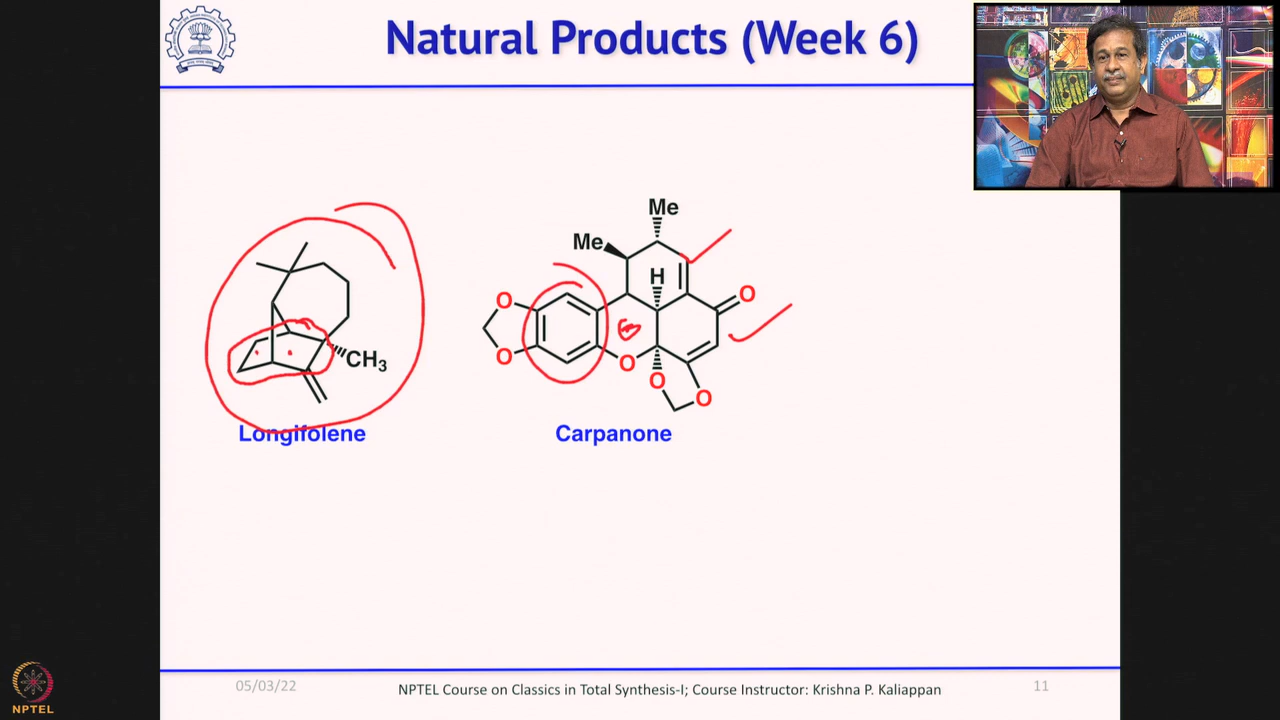 Natural Products (Week 6)
Me
Me
H
O
O
O
O
O
O
CH3
Longifolene
Carpanone
05/03/22
NPTEL Course on Classics in Total Synthesis-I; Course Instructor: Krishna P. Kaliappan
11
NPTEL